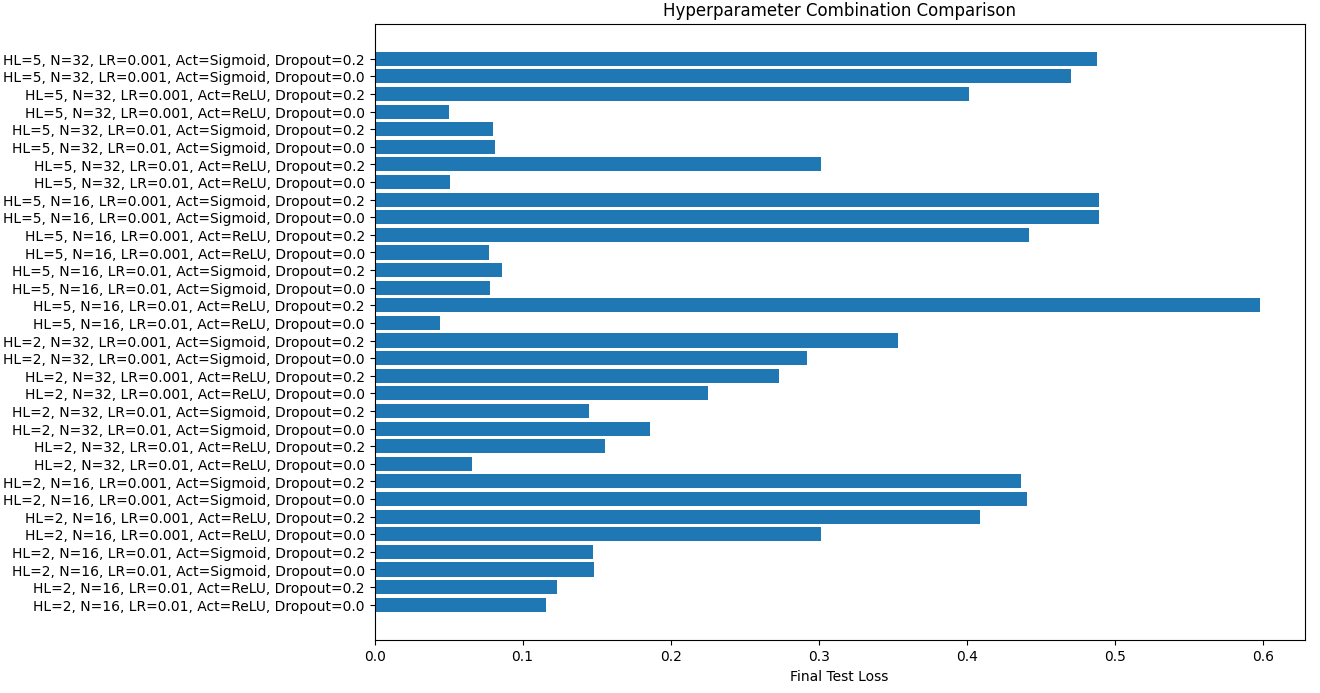 Hyperparameter Combination Comparison
HL=5, N=32, LR=0.001, Act=Sigmoid, Dropout=0.2
HL=5, N=32, LR=0.001, Act=Sigmoid, Dropout=0.0
HL=5, N=32, LR=0.001, Act=ReLU, Dropout=0.2
HL=5, N=32, LR=0.001, Act=ReLU, Dropout=0.0
HL=5, N=32, LR=0.01, Act=Sigmoid, Dropout=0.2
HL=5, N=32, LR=0.01, Act=Sigmoid, Dropout=0.0
HL=5, N=32, LR=0.01, Act=ReLU, Dropout=0.2
HL=5, N=32, LR=0.01, Act=ReLU, Dropout=0.0
HL=5, N=16, LR=0.001, Act=Sigmoid, Dropout=0.2
HL=5, N=16, LR=0.001, Act=Sigmoid, Dropout=0.0
HL=5, N=16, LR=0.001, Act=ReLU, Dropout=0.2
HL=5, N=16, LR=0.001, Act=ReLU, Dropout=0.0
HL=5, N=16, LR=0.01, Act=Sigmoid, Dropout=0.2
HL=5, N=16, LR=0.01, Act=Sigmoid, Dropout=0.0
HL=5, N=16, LR=0.01, Act=ReLU, Dropout=0.2
HL=5, N=16, LR=0.01, Act=ReLU, Dropout=0.0
HL=2, N=32, LR=0.001, Act=Sigmoid, Dropout=0.2
HL=2, N=32, LR=0.001, Act=Sigmoid, Dropout=0.0
HL=2, N=32, LR=0.001, Act=ReLU, Dropout=0.2
HL=2, N=32, LR=0.001, Act=ReLU, Dropout=0.0
HL=2, N=32, LR=0.01, Act=Sigmoid, Dropout=0.2
HL=2, N=32, LR=0.01, Act=Sigmoid, Dropout=0.0
HL=2, N=32, LR=0.01, Act=ReLU, Dropout=0.2
HL=2, N=32, LR=0.01, Act=ReLU, Dropout=0.0
HL=2, N=16, LR=0.001, Act=Sigmoid, Dropout=0.2
HL=2, N=16, LR=0.001, Act=Sigmoid, Dropout=0.0
HL=2, N=16, LR=0.001, Act=ReLU, Dropout=0.2
HL=2, N=16, LR=0.001, Act=ReLU, Dropout=0.0
HL=2, N=16, LR=0.01, Act=Sigmoid, Dropout=0.2
HL=2, N=16, LR=0.01, Act=Sigmoid, Dropout=0.0
HL=2, N=16, LR=0.01, Act=ReLU, Dropout=0.2
HL=2, N=16, LR=0.01, Act=ReLU, Dropout=0.0
0.0 0.1 0.2 0.3 0.4 0.5 0.6
Final Test Loss